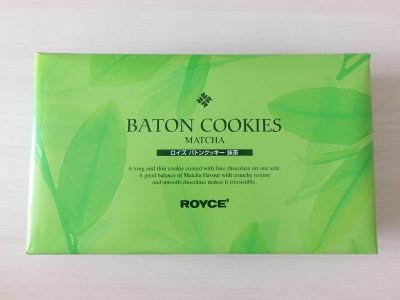 BATON COOKIES
MATCHA
ロイズ バトンクッキー 抹茶
A long and thin cookie coated with fine chocolate on one side.
A good balance of Matcha flavour with crunchy texture
and smooth chocolate makes it irresistible.
ROYCE'